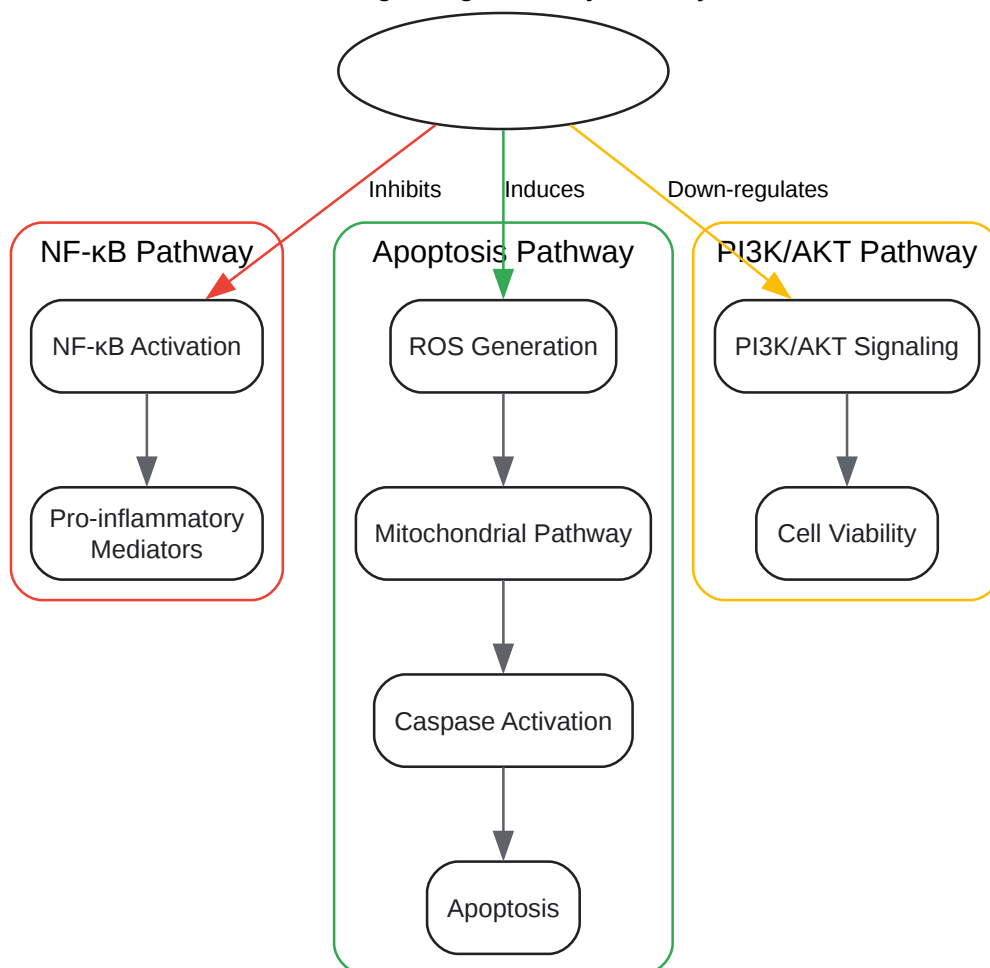 Inhibits
Induces
Down-regulates
NF-κB Pathway
Apoptosis Pathway
PI3K/AKT Pathway
NF-κB Activation
ROS Generation
PI3K/AKT Signaling
Pro-inflammatory
Mediators
Mitochondrial Pathway
Cell Viability
Caspase Activation
Apoptosis